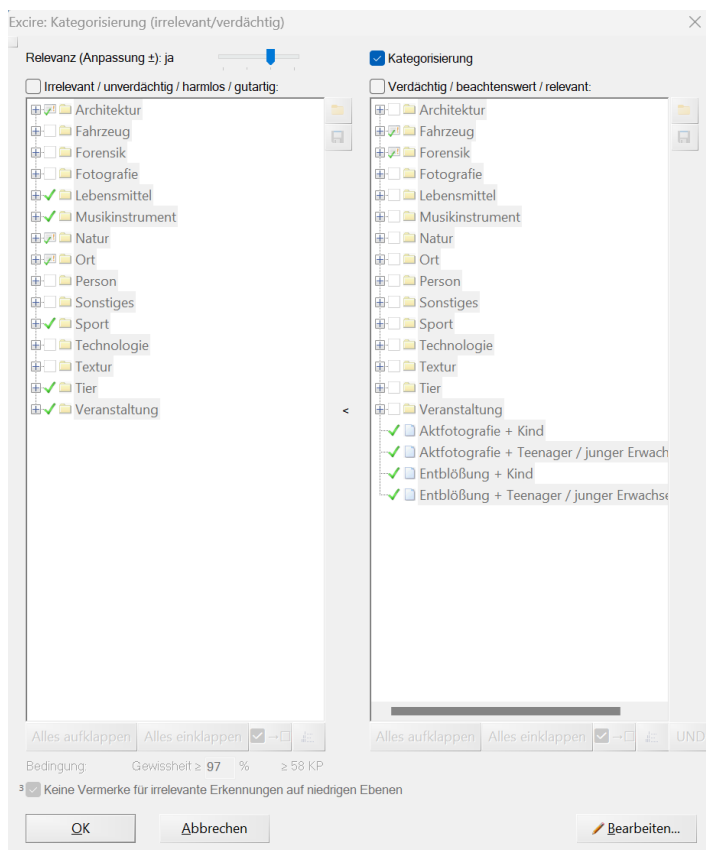 Excire: Kategorisierung (irrelevant/verdächtig)
Relevanz (Anpassung ±): ja
Kategorisierung
Irrelevant / unverdächtig / harmlos / gutartig:
Verdächtig / beachtenswert / relevant:
Architektur
Fahrzeug
Forensik
Fotografie
Lebensmittel
Musikinstrument
Natur
Ort
Person
Sonstiges
Sport
Technologie
Textur
Tier
Veranstaltung
<
Architektur
Fahrzeug
Forensik
Fotografie
Lebensmittel
Musikinstrument
Natur
Ort
Person
Sonstiges
Sport
Technologie
Textur
Tier
Veranstaltung
Aktfotografie + Kind
Aktfotografie + Teenager / junger Erwach
Entblößung + Kind
Entblößung + Teenager / junger Erwachse
Alles aufklappen Alles einklappen
Alles aufklappen Alles einklappen UND
Bedingung: Gewissheit ≥ 97 % ≥ 58 KP
3 Keine Vermerke für irrelevante Erkennungen auf niedrigen Ebenen
OK Abbrechen Bearbeiten...